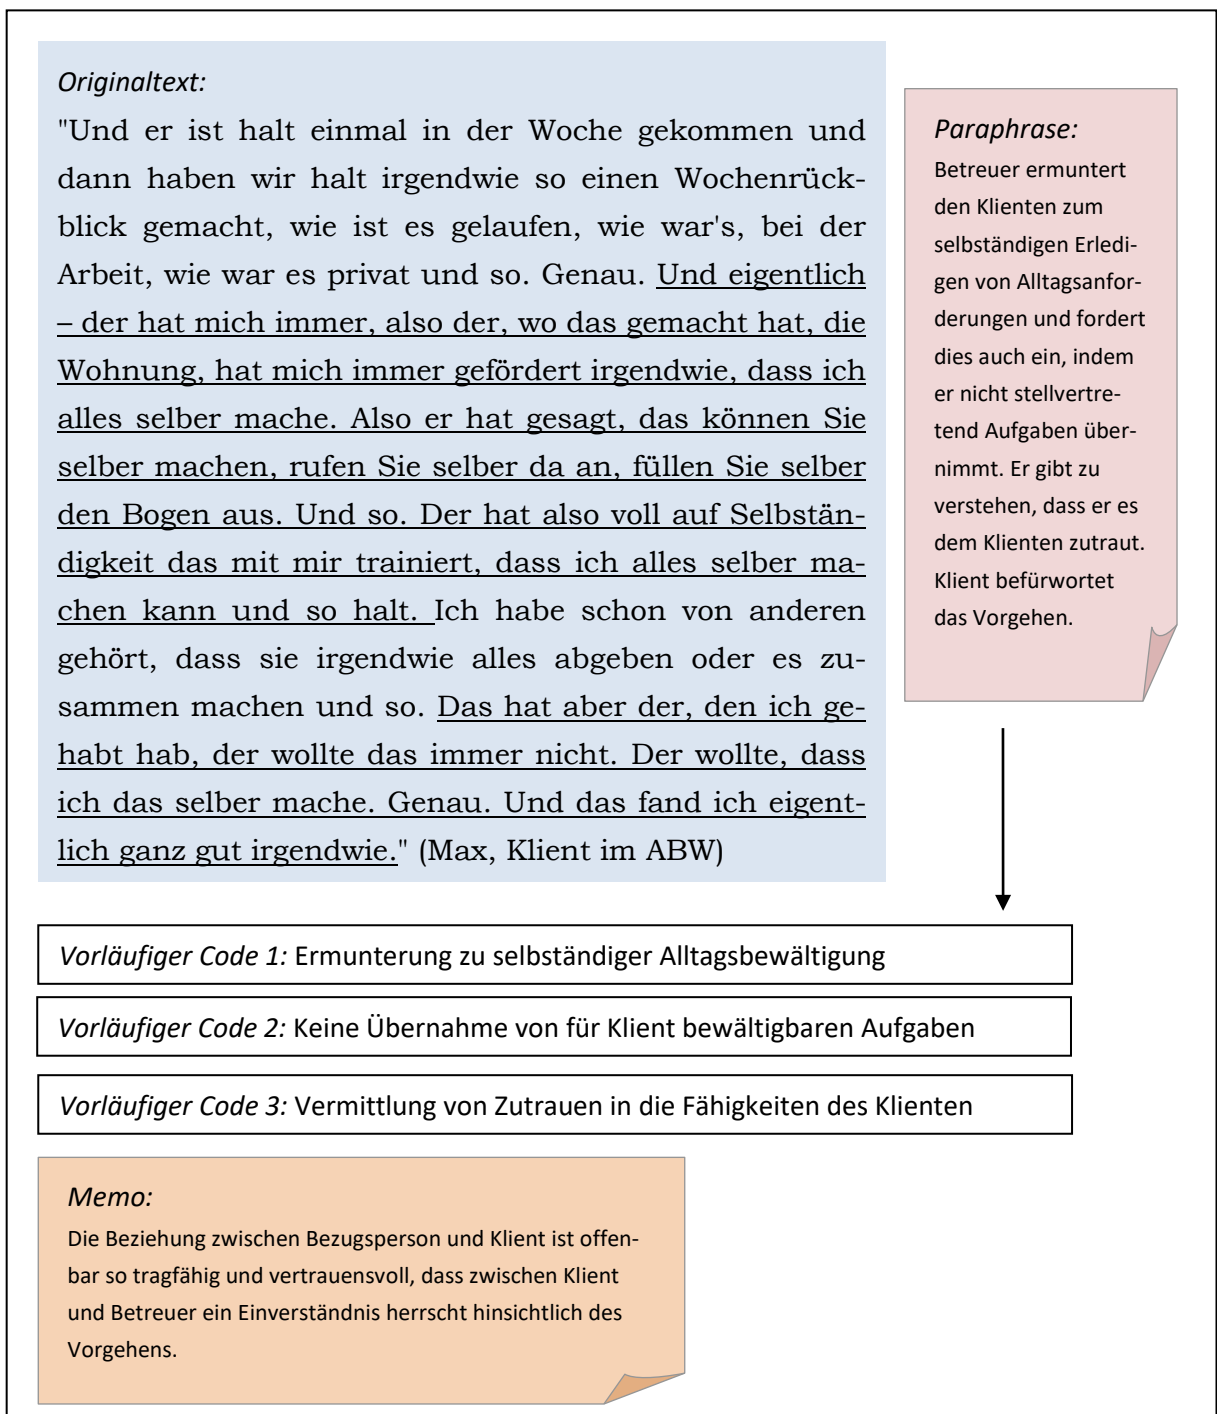 Originaltext:
"Und er ist halt einmal in der Woche gekommen und
dann haben wir halt irgendwie so einen Wochenrück-
blick gemacht, wie ist es gelaufen, wie war's, bei der
Arbeit, wie war es privat und so. Genau. Und eigentlich
– der hat mich immer, also der, wo das gemacht hat, die
Wohnung, hat mich immer gefördert irgendwie, dass ich
alles selber mache. Also er hat gesagt, das können Sie
selber machen, rufen Sie selber da an, füllen Sie selber
den Bogen aus. Und so. Der hat also voll auf Selbstän-
digkeit das mit mir trainiert, dass ich alles selber ma-
chen kann und so halt. Ich habe schon von anderen
gehört, dass sie irgendwie alles abgeben oder es zu-
sammen machen und so. Das hat aber der, den ich ge-
habt hab, der wollte das immer nicht. Der wollte, dass
ich das selber mache. Genau. Und das fand ich eigent-
lich ganz gut irgendwie." (Max, Klient im ABW)
Paraphrase:
Betreuer ermuntert
den Klienten zum
selbständigen Erledi-
gen von Alltagsanfor-
derungen und fordert
dies auch ein, indem
er nicht stellvertre-
tend Aufgaben über-
nimmt. Er gibt zu
verstehen, dass er es
dem Klienten zutraut.
Klient befürwortet
das Vorgehen.
Vorläufiger Code 1: Ermunterung zu selbständiger Alltagsbewältigung
Vorläufiger Code 2: Keine Übernahme von für Klient bewältigbaren Aufgaben
Vorläufiger Code 3: Vermittlung von Zutrauen in die Fähigkeiten des Klienten
Memo:
Die Beziehung zwischen Bezugsperson und Klient ist offen-
bar so tragfähig und vertrauensvoll, dass zwischen Klient
und Betreuer ein Einverständnis herrscht hinsichtlich des
Vorgehens.